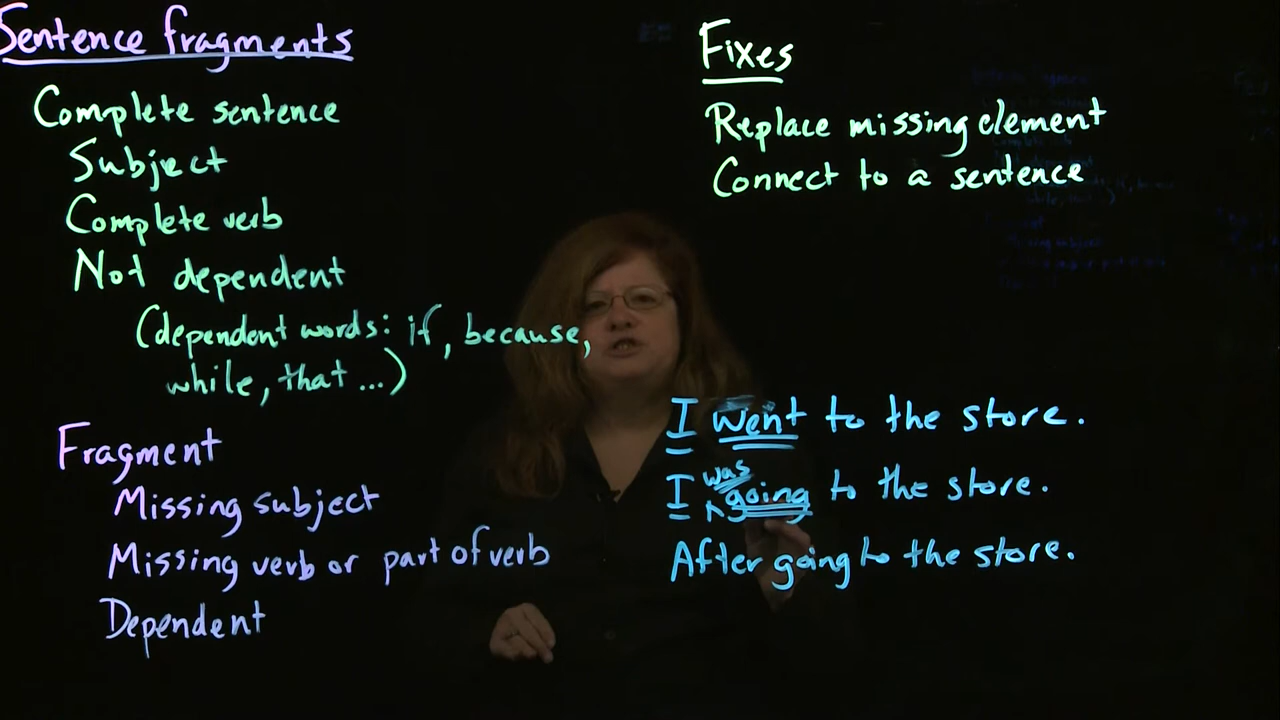 Sentence fragments
Complete sentence
Subject
Complete verb
Not dependent
(dependent words: if, because,
while, that ...)
Fragment
Missing subject
Missing verb or part of verb
Dependent
Fixes
Replace missing element
Connect to a sentence
I went to the store.
I was going to the store.
After going to the store.